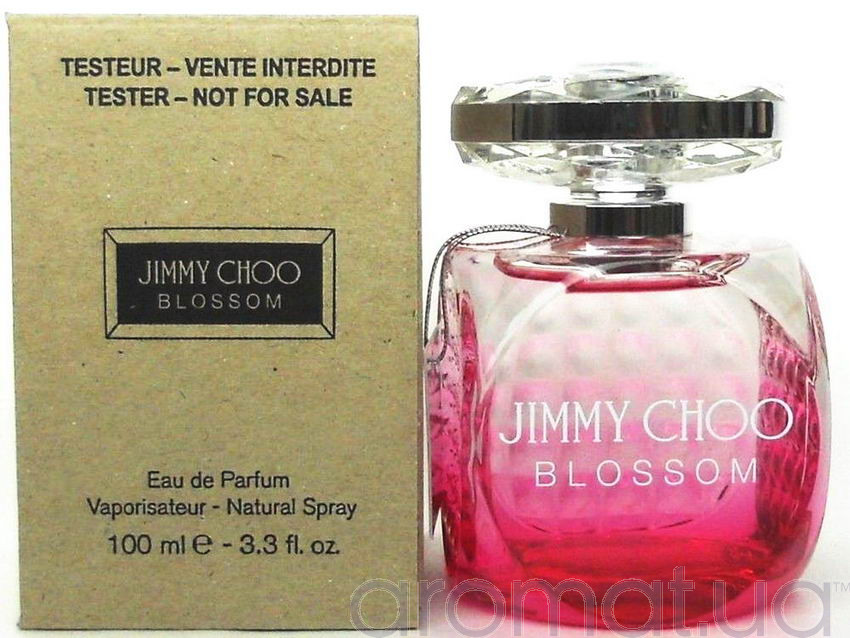 TESTEUR – VENTE INTERDITE
TESTER – NOT FOR SALE
JIMMY CHOO
BLOSSOM
Eau de Parfum
Vaporisateur - Natural Spray
100 ml ℮ - 3.3 fl. oz.
JIMMY CHOO
BLOSSOM
aromat.ua™